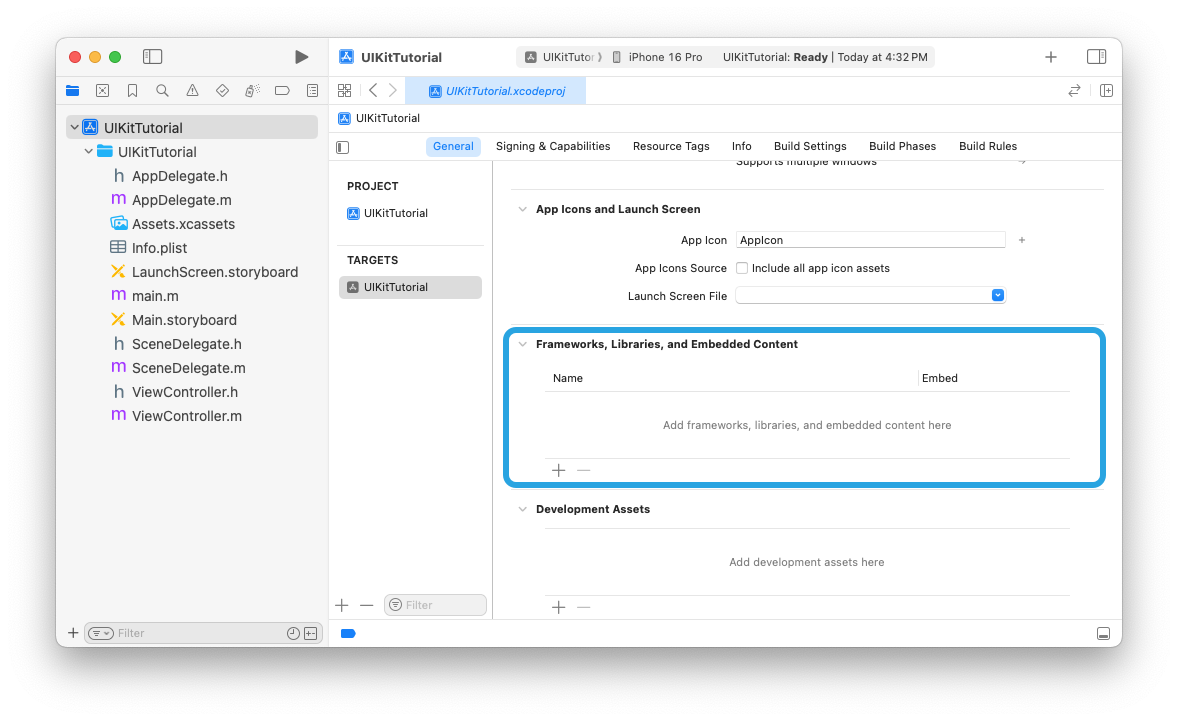 UIKitTutorial
UIKitTutor
iPhone 16 Pro
UIKitTutorial: Ready | Today at 4:32 PM
UIKitTutorial.xcodeproj
UIKitTutorial
UIKitTutorial
UIKitTutorial
h AppDelegate.h
m AppDelegate.m
Assets.xcassets
Info.plist
LaunchScreen.storyboard
m main.m
Main.storyboard
h SceneDelegate.h
m SceneDelegate.m
h ViewController.h
m ViewController.m
Filter
General Signing & Capabilities Resource Tags Info Build Settings Build Phases Build Rules
PROJECT
UIKitTutorial
TARGETS
UIKitTutorial
Filter
Supports multiple windows
App Icons and Launch Screen
App Icon AppIcon
App Icons Source Include all app icon assets
Launch Screen File
Frameworks, Libraries, and Embedded Content
Name Embed
Add frameworks, libraries, and embedded content here
Development Assets
Add development assets here